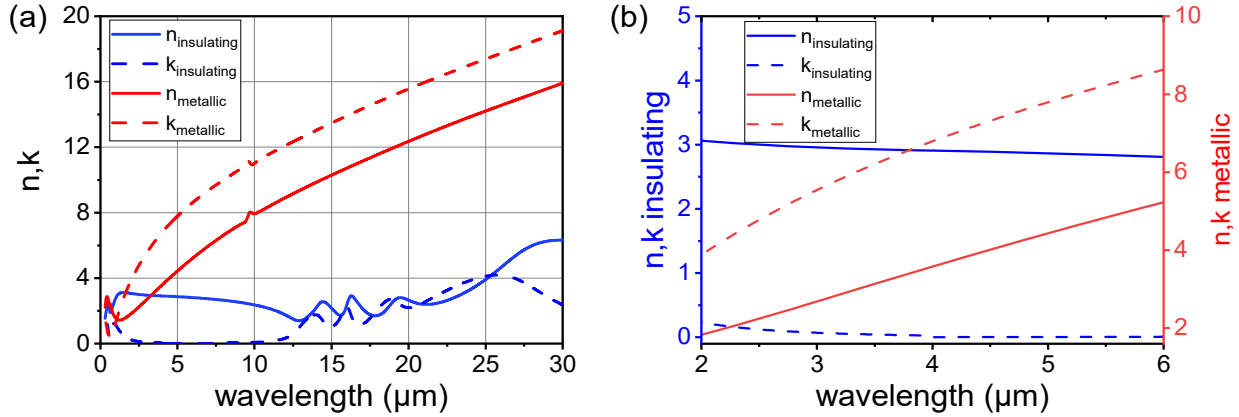 (a)
n,k
20
16
12
8
4
0
n_insulating
k_insulating
n_metallic
k_metallic
0
5
10
15
20
25
30
wavelength (μm)
(b)
n,k insulating
5
4
3
2
1
0
n_insulating
k_insulating
n_metallic
k_metallic
10
8
6
4
2
n,k metallic
2
3
4
5
6
wavelength (μm)